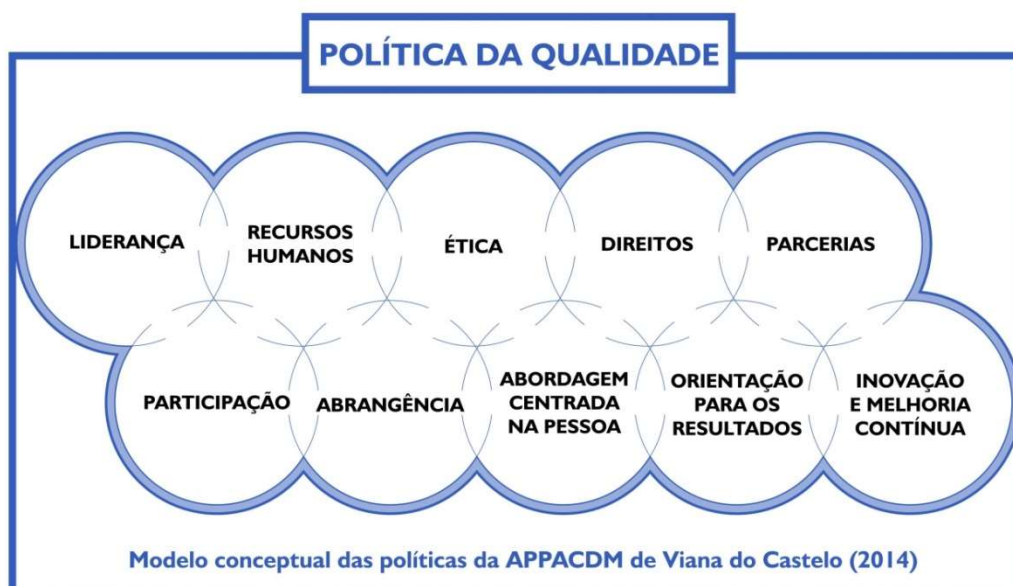 POLÍTICA DA QUALIDADE
LIDERANÇA
RECURSOS
HUMANOS
ÉTICA
DIREITOS
PARCERIAS
PARTICIPAÇÃO
ABRANGÊNCIA
ABORDAGEM
CENTRADA
NA PESSOA
ORIENTAÇÃO
PARA OS
RESULTADOS
INOVAÇÃO
E MELHORIA
CONTÍNUA
Modelo conceptual das políticas da APPACDM de Viana do Castelo (2014)